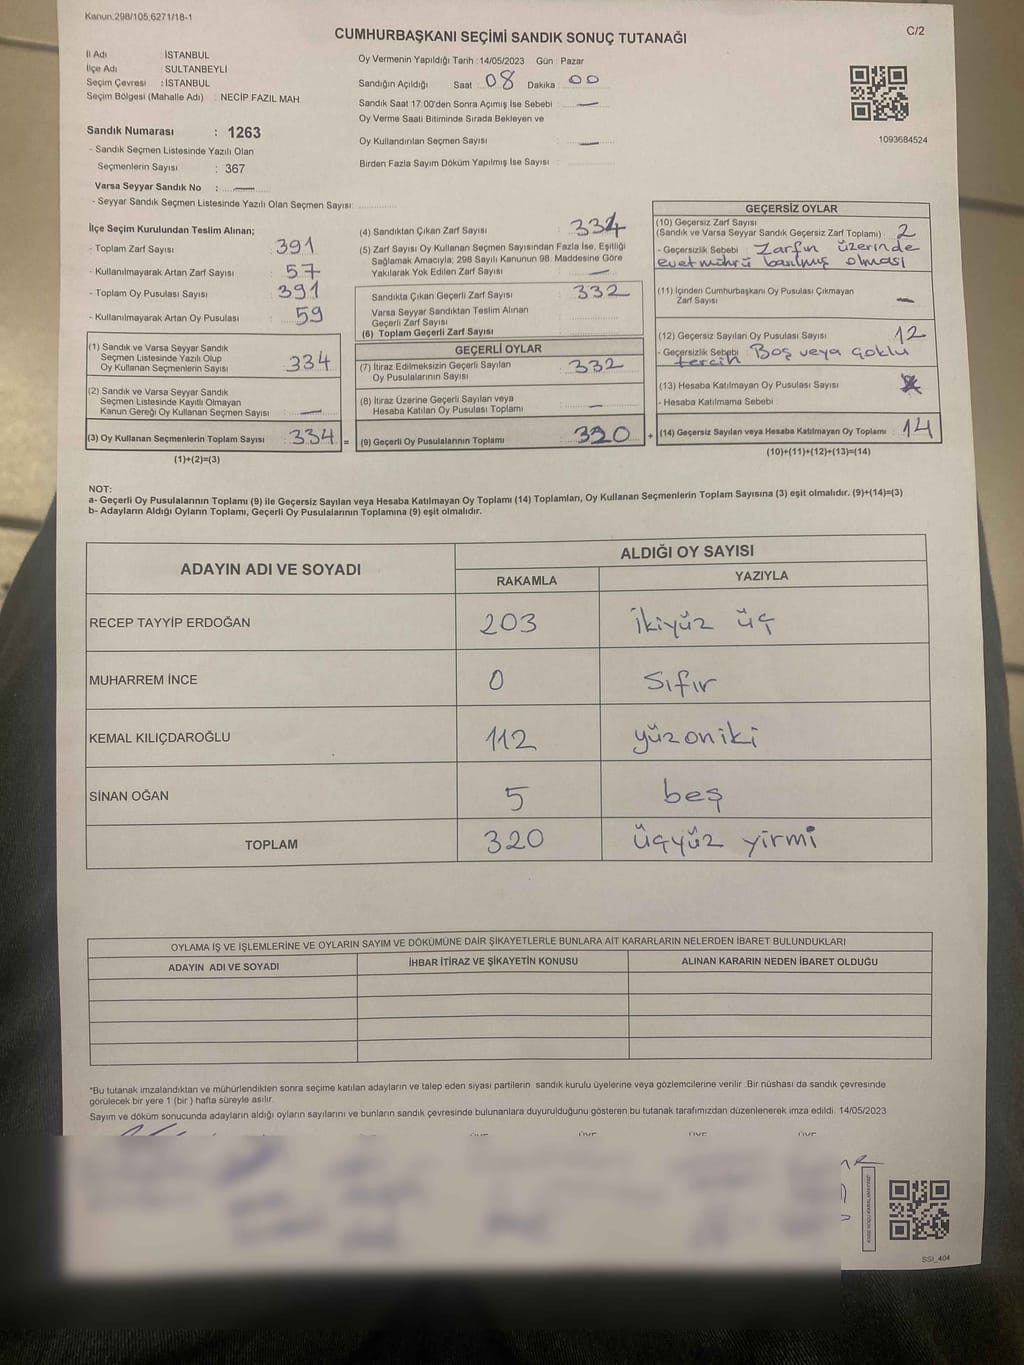 Kanun.298/105,6271/18-1
CUMHURBAŞKANI SEÇİMİ SANDIK SONUÇ TUTANAĞI
C/2
İl Adı : İSTANBUL
İlçe Adı : SULTANBEYLİ
Seçim Çevresi : İSTANBUL
Seçim Bölgesi (Mahalle Adı) : NECİP FAZIL MAH
Sandık Numarası : 1263
- Sandık Seçmen Listesinde Yazılı Olan
Seçmenlerin Sayısı : 367
Varsa Seyyar Sandık No : —
- Seyyar Sandık Seçmen Listesinde Yazılı Olan Seçmen Sayısı:
Oy Vermenin Yapıldığı Tarih : 14/05/2023 Gün : Pazar
Sandığın Açıldığı Saat 08 Dakika 00
Sandık Saat 17:00'den Sonra Açımış İse Sebebi : —
Oy Verme Saati Bitiminde Sırada Bekleyen ve
Oy Kullandırılan Seçmen Sayısı : —
Birden Fazla Sayım Döküm Yapılmış İse Sayısı :
1093684524
İlçe Seçim Kurulundan Teslim Alınan;
- Toplam Zarf Sayısı : 391
- Kullanılmayarak Artan Zarf Sayısı : 57
- Toplam Oy Pusulası Sayısı : 391
- Kullanılmayarak Artan Oy Pusulası : 59
(1) Sandık ve Varsa Seyyar Sandık
Seçmen Listesinde Yazılı Olup
Oy Kullanan Seçmenlerin Sayısı : 334
(2) Sandık ve Varsa Seyyar Sandık
Seçmen Listesinde Kayıtlı Olmayan
Kanun Gereği Oy Kullanan Seçmen Sayısı : —
(3) Oy Kullanan Seçmenlerin Toplam Sayısı : 334 =
(1)+(2)=(3)
(4) Sandıktan Çıkan Zarf Sayısı : 334
(5) Zarf Sayısı Oy Kullanan Seçmen Sayısından Fazla İse, Eşitliği
Sağlamak Amacıyla, 298 Sayılı Kanunun 98. Maddesine Göre
Yakılarak Yok Edilen Zarf Sayısı : —
Sandıkta Çıkan Geçerli Zarf Sayısı : 332
Varsa Seyyar Sandıktan Teslim Alınan
Geçerli Zarf Sayısı :
(6) Toplam Geçerli Zarf Sayısı :
GEÇERLİ OYLAR
(7) İtiraz Edilmeksizin Geçerli Sayılan
Oy Pusulalarının Sayısı : 332
(8) İtiraz Üzerine Geçerli Sayılan veya
Hesaba Katılan Oy Pusulası Toplamı : —
(9) Geçerli Oy Pusulalarının Toplamı : 320 +
GEÇERSİZ OYLAR
(10) Geçersiz Zarf Sayısı
(Sandık ve Varsa Seyyar Sandık Geçersiz Zarf Toplamı) : 2
- Geçersizlik Sebebi : Zarfın üzerinde
evet mührü basılmış olması
(11) İçinden Cumhurbaşkanı Oy Pusulası Çıkmayan
Zarf Sayısı : —
(12) Geçersiz Sayılan Oy Pusulası Sayısı : 12
- Geçersizlik Sebebi : Boş veya çoklu
tercih
(13) Hesaba Katılmayan Oy Pusulası Sayısı :
- Hesaba Katılmama Sebebi :
(14) Geçersiz Sayılan veya Hesaba Katılmayan Oy Toplamı : 14
(10)+(11)+(12)+(13)=(14)
NOT:
a- Geçerli Oy Pusulalarının Toplamı (9) ile Geçersiz Sayılan veya Hesaba Katılmayan Oy Toplamı (14) Toplamları, Oy Kullanan Seçmenlerin Toplam Sayısına (3) eşit olmalıdır. (9)+(14)=(3)
b- Adayların Aldığı Oyların Toplamı, Geçerli Oy Pusulalarının Toplamına (9) eşit olmalıdır.
ADAYIN ADI VE SOYADI
ALDIĞI OY SAYISI
RAKAMLA YAZIYLA
RECEP TAYYİP ERDOĞAN 203 ikiyüz üç
MUHARREM İNCE 0 Sıfır
KEMAL KILIÇDAROĞLU 112 yüzoniki
SİNAN OĞAN 5 beş
TOPLAM 320 üçyüz yirmi
OYLAMA İŞ VE İŞLEMLERİNE VE OYLARIN SAYIM VE DÖKÜMÜNE DAİR ŞİKAYETLERLE BUNLARA AİT KARARLARIN NELERDEN İBARET BULUNDUKLARI
ADAYIN ADI VE SOYADI İHBAR İTİRAZ VE ŞİKAYETİN KONUSU ALINAN KARARIN NEDEN İBARET OLDUĞU
*Bu tutanak imzalandıktan ve mühürlendikten sonra seçime katılan adayların ve talep eden siyasi partilerin sandık kurulu üyelerine veya gözlemcilerine verilir. Bir nüshası da sandık çevresinde
görülecek bir yere 1 (bir ) hafta süreyle asılır.
Sayım ve döküm sonucunda adayların aldığı oyların sayılarını ve bunların sandık çevresinde bulunanlara duyurulduğunu gösteren bu tutanak tarafımızdan düzenlenerek imza edildi. 14/05/2023
SSI_404